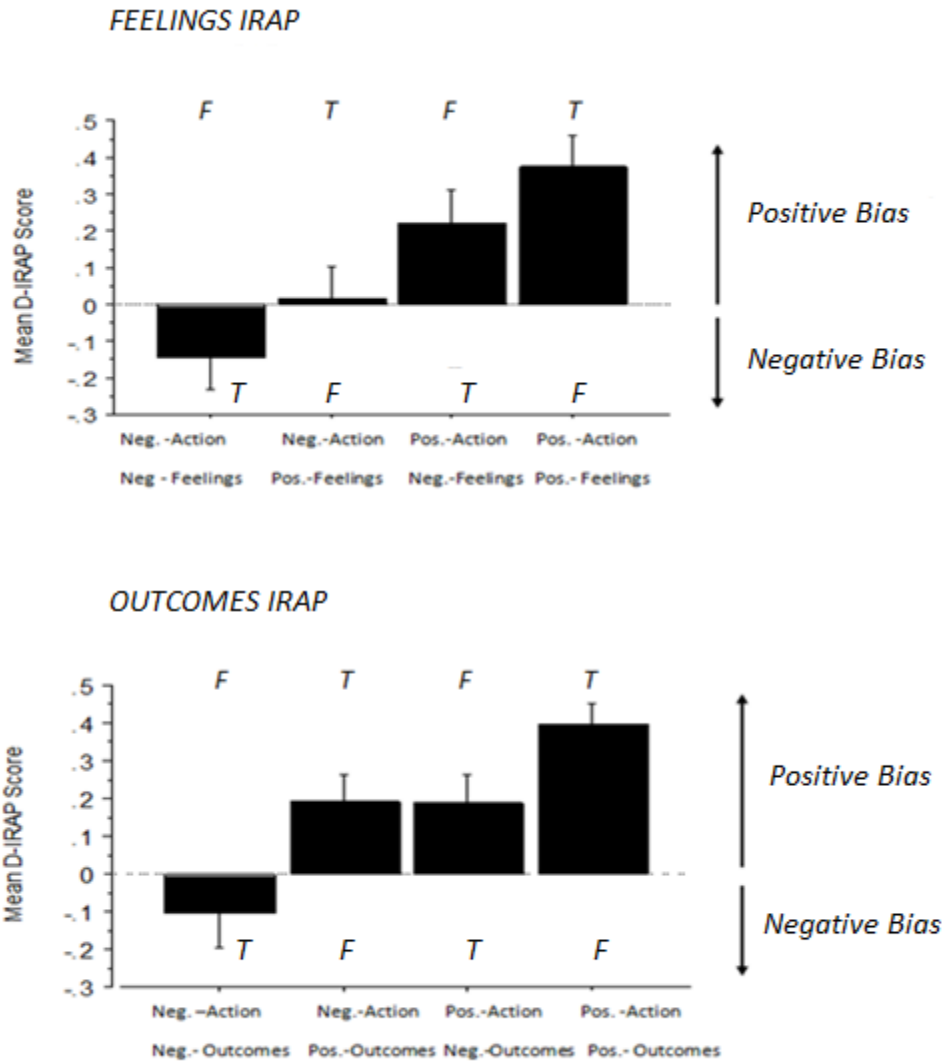 FEELINGS IRAP
F T F T
.5
.4
.3
.2
.1
0
-.1
-.2
-.3
Mean D-IRAP Score
Positive Bias
Negative Bias
T F T F
Neg. -Action Neg.-Action Pos.-Action Pos. -Action
Neg - Feelings Pos.-Feelings Neg.-Feelings Pos.- Feelings
OUTCOMES IRAP
F T F T
.5
.4
.3
.2
.1
0
-.1
-.2
-.3
Mean D-IRAP Score
Positive Bias
Negative Bias
T F T F
Neg. –Action Neg.-Action Pos.-Action Pos. -Action
Neg.- Outcomes Pos.-Outcomes Neg.-Outcomes Pos.- Outcomes